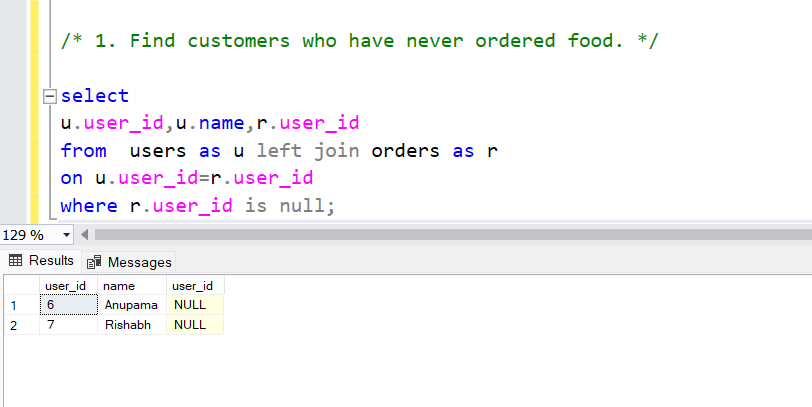 /* 1. Find customers who have never ordered food. */
select
u.user_id,u.name,r.user_id
from  users as u left join orders as r
on u.user_id=r.user_id
where r.user_id is null;
129 %
Results Messages
user_id name user_id
1 6 Anupama NULL
2 7 Rishabh NULL